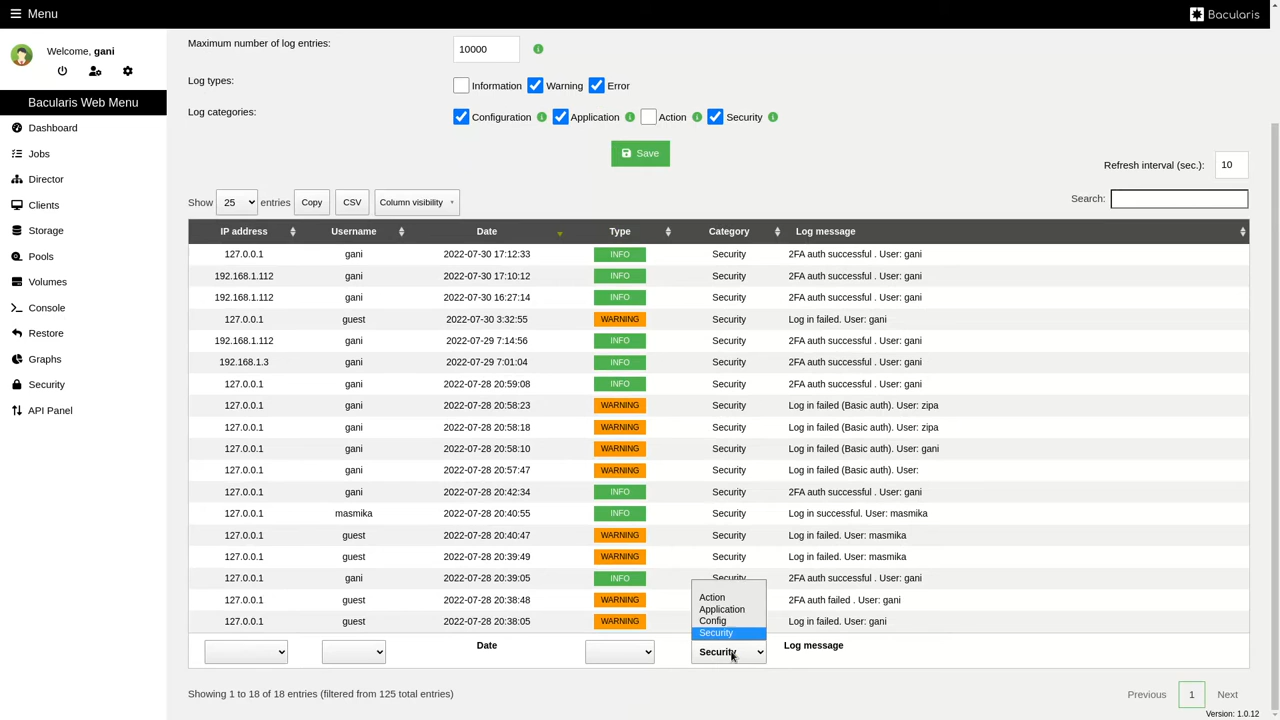 Menu
Bacularis
Welcome, gani
Bacularis Web Menu
Dashboard
Jobs
Director
Clients
Storage
Pools
Volumes
Console
Restore
Graphs
Security
API Panel
Maximum number of log entries: 10000
Log types: Information Warning Error
Log categories: Configuration Application Action Security
Save
Refresh interval (sec.): 10
Show 25 entries Copy CSV Column visibility Search:
IP address Username Date Type Category Log message
127.0.0.1 gani 2022-07-30 17:12:33 INFO Security 2FA auth successful . User: gani
192.168.1.112 gani 2022-07-30 17:10:12 INFO Security 2FA auth successful . User: gani
192.168.1.112 gani 2022-07-30 16:27:14 INFO Security 2FA auth successful . User: gani
127.0.0.1 guest 2022-07-30 3:32:55 WARNING Security Log in failed. User: gani
192.168.1.112 gani 2022-07-29 7:14:56 INFO Security 2FA auth successful . User: gani
192.168.1.3 gani 2022-07-29 7:01:04 INFO Security 2FA auth successful . User: gani
127.0.0.1 gani 2022-07-28 20:59:08 INFO Security 2FA auth successful . User: gani
127.0.0.1 gani 2022-07-28 20:58:23 WARNING Security Log in failed (Basic auth). User: zipa
127.0.0.1 gani 2022-07-28 20:58:18 WARNING Security Log in failed (Basic auth). User: zipa
127.0.0.1 gani 2022-07-28 20:58:10 WARNING Security Log in failed (Basic auth). User: gani
127.0.0.1 gani 2022-07-28 20:57:47 WARNING Security Log in failed (Basic auth). User:
127.0.0.1 gani 2022-07-28 20:42:34 INFO Security 2FA auth successful . User: gani
127.0.0.1 masmika 2022-07-28 20:40:55 INFO Security Log in successful. User: masmika
127.0.0.1 guest 2022-07-28 20:40:47 WARNING Security Log in failed. User: masmika
127.0.0.1 guest 2022-07-28 20:39:49 WARNING Security Log in failed. User: masmika
127.0.0.1 gani 2022-07-28 20:39:05 INFO Security 2FA auth successful . User: gani
127.0.0.1 guest 2022-07-28 20:38:48 WARNING 2FA auth failed . User: gani
127.0.0.1 guest 2022-07-28 20:38:05 WARNING Log in failed. User: gani
Action
Application
Config
Security
Date Security Log message
Showing 1 to 18 of 18 entries (filtered from 125 total entries)
Previous 1 Next
Version: 1.0.12